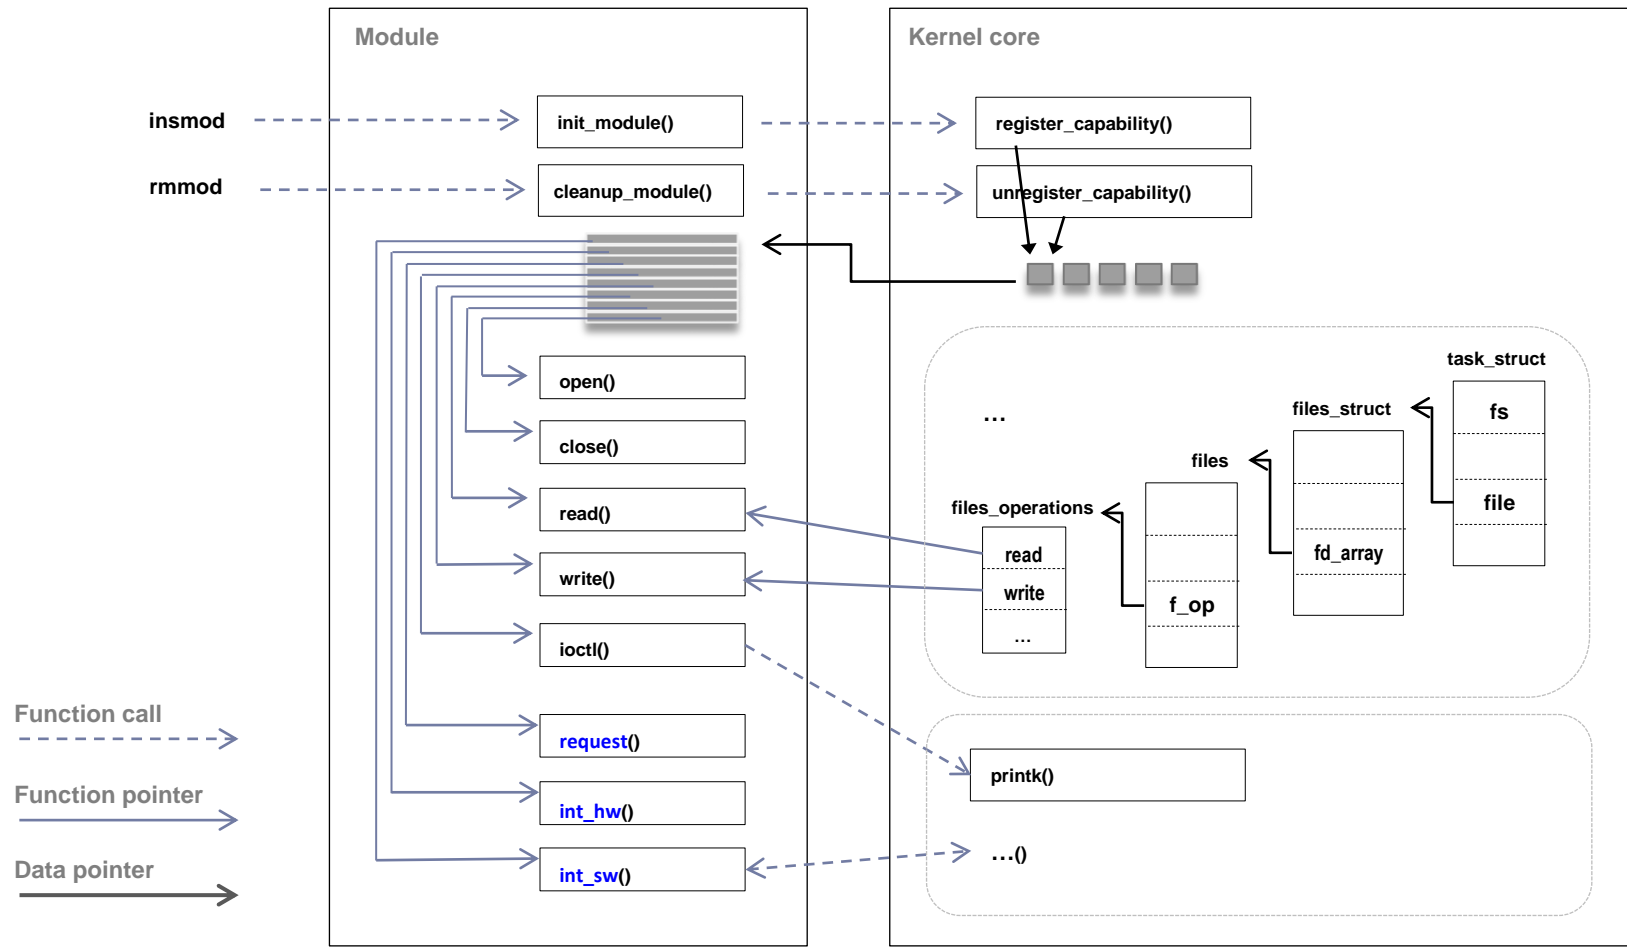 Module
Kernel core
insmod
init_module()
register_capability()
rmmod
cleanup_module()
unregister_capability()
open()
close()
read()
write()
ioctl()
request()
int_hw()
int_sw()
task_struct
fs
file
files_struct
fd_array
files
f_op
files_operations
read
write
...
...
printk()
...()
Function call
Function pointer
Data pointer